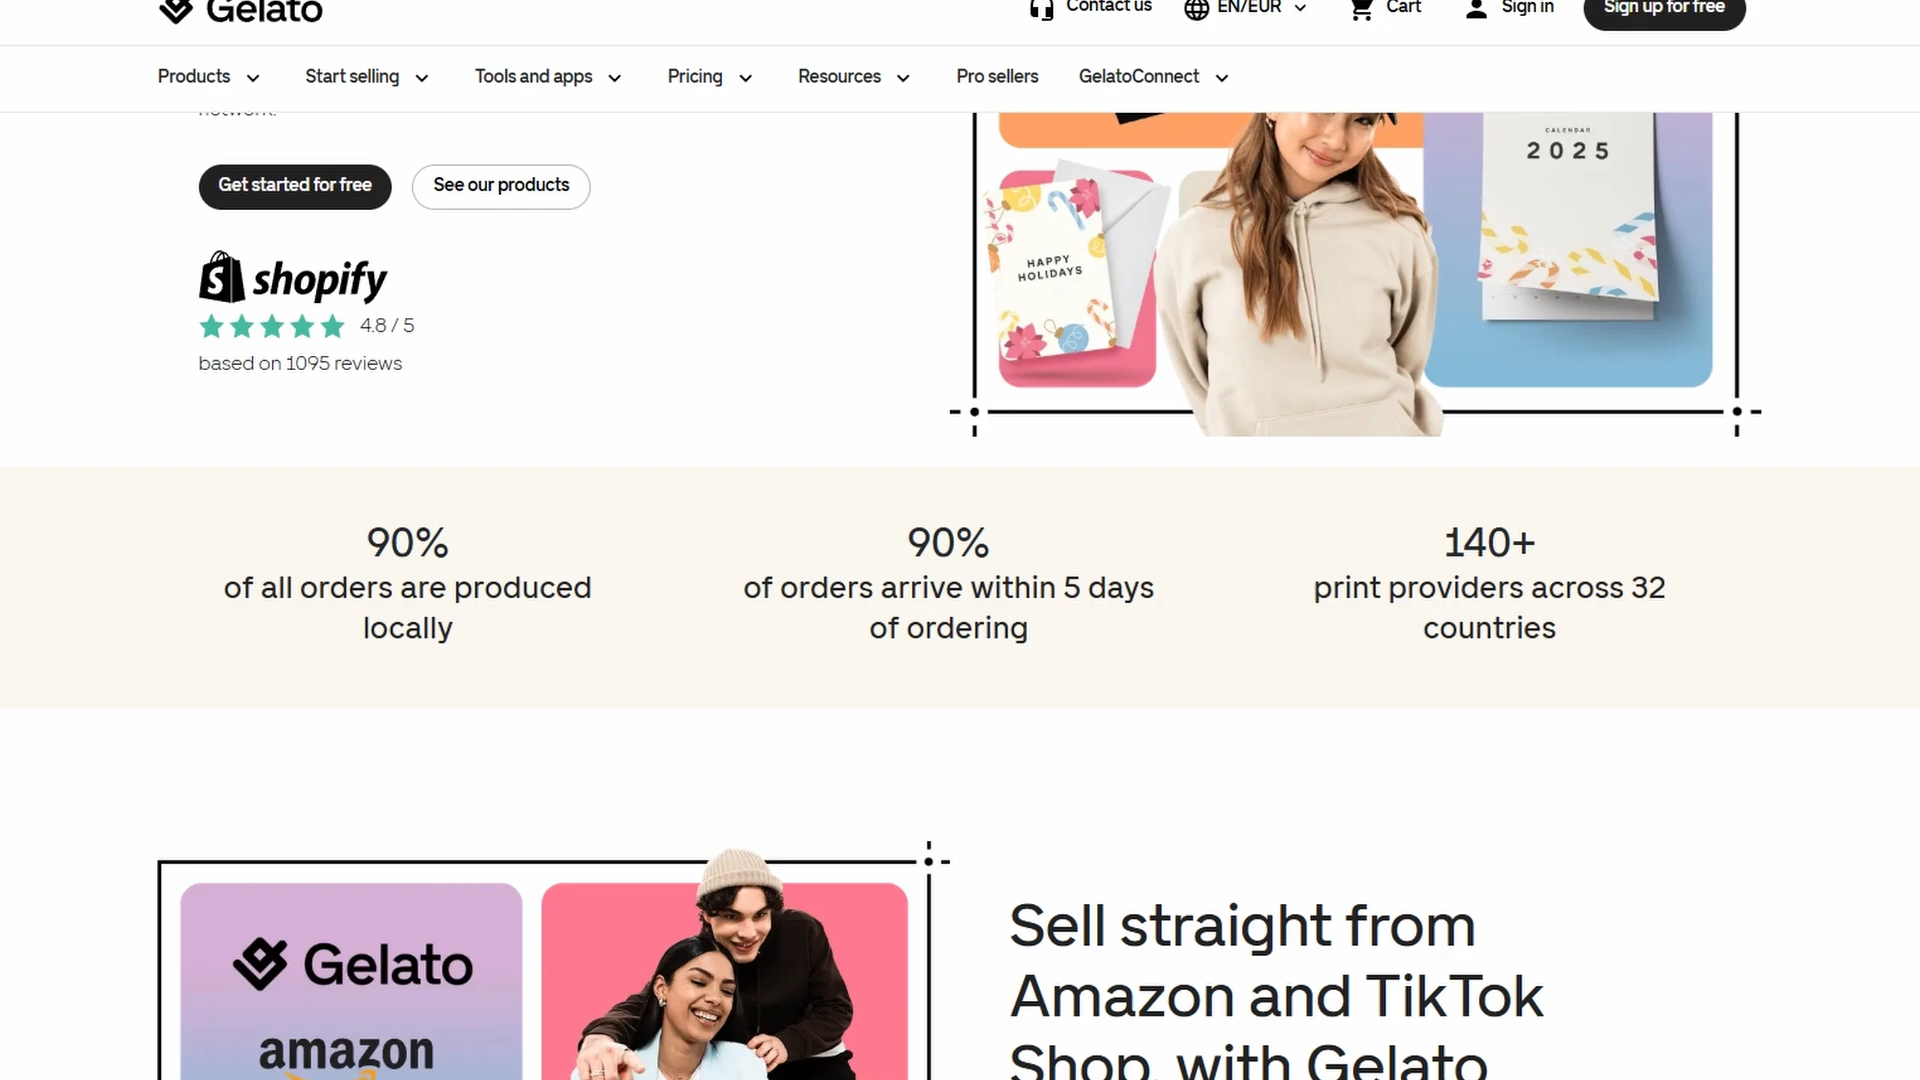 Gelato
Contact us
EN/EUR
Cart
Sign in
Sign up for free
Products
Start selling
Tools and apps
Pricing
Resources
Pro sellers
GelatoConnect
network.
Get started for free
See our products
shopify
4.8 / 5
based on 1095 reviews
HAPPY
HOLIDAYS
CALENDAR
2025
90%
of all orders are produced
locally
90%
of orders arrive within 5 days
of ordering
140+
print providers across 32
countries
Gelato
amazon
Sell straight from
Amazon and TikTok
Shop, with Gelato